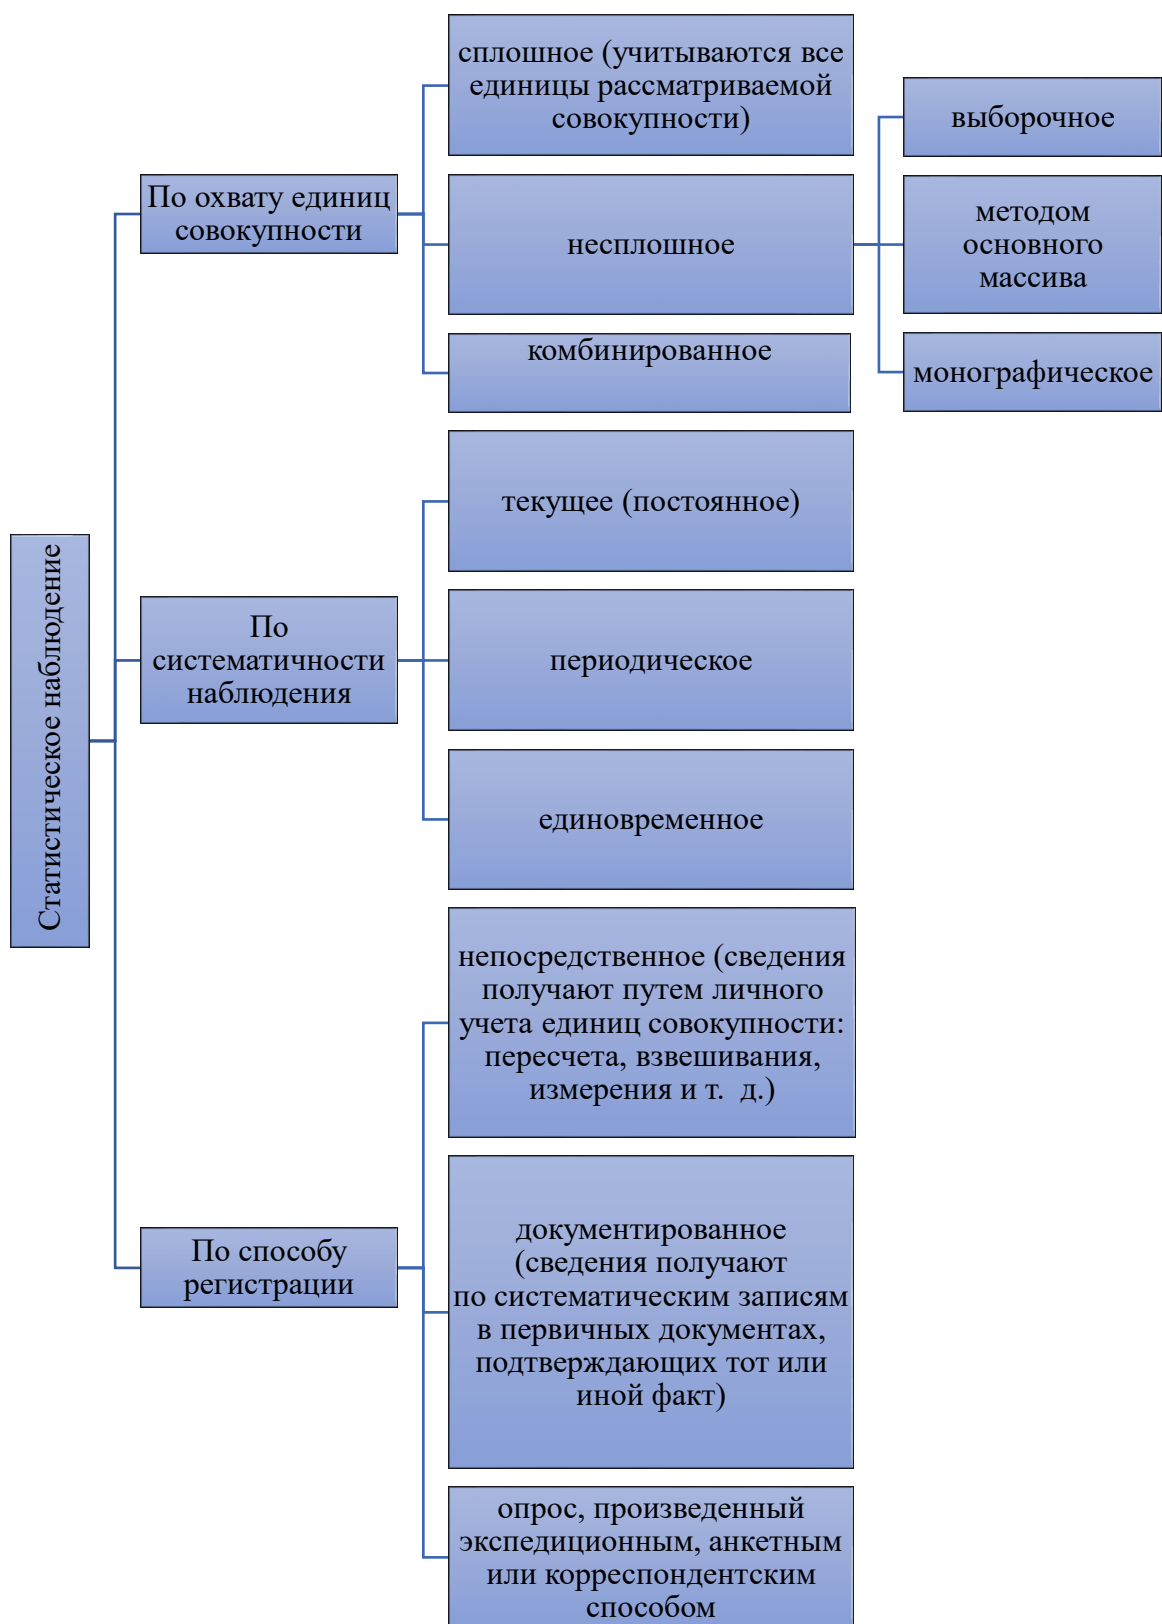 Статистическое наблюдение
По охвату единиц
совокупности
сплошное (учитываются все
единицы рассматриваемой
совокупности)
несплошное
выборочное
методом
основного
массива
монографическое
комбинированное
По
систематичности
наблюдения
текущее (постоянное)
периодическое
единовременное
По способу
регистрации
непосредственное (сведения
получают путем личного
учета единиц совокупности:
пересчета, взвешивания,
измерения и т. д.)
документированное
(сведения получают
по систематическим записям
в первичных документах,
подтверждающих тот или
иной факт)
опрос, произведенный
экспедиционным, анкетным
или корреспондентским
способом